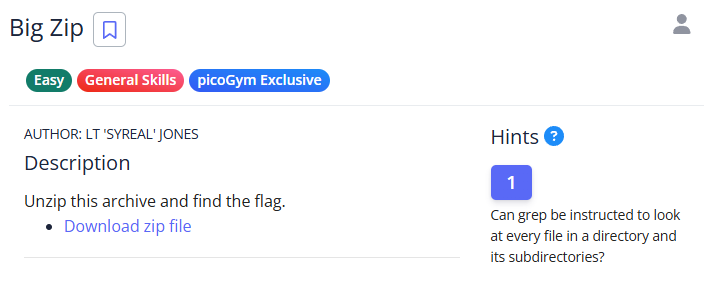 Big Zip
Easy General Skills picoGym Exclusive
AUTHOR: LT 'SYREAL' JONES
Description
Unzip this archive and find the flag.
• Download zip file
Hints ?
1
Can grep be instructed to look
at every file in a directory and
its subdirectories?